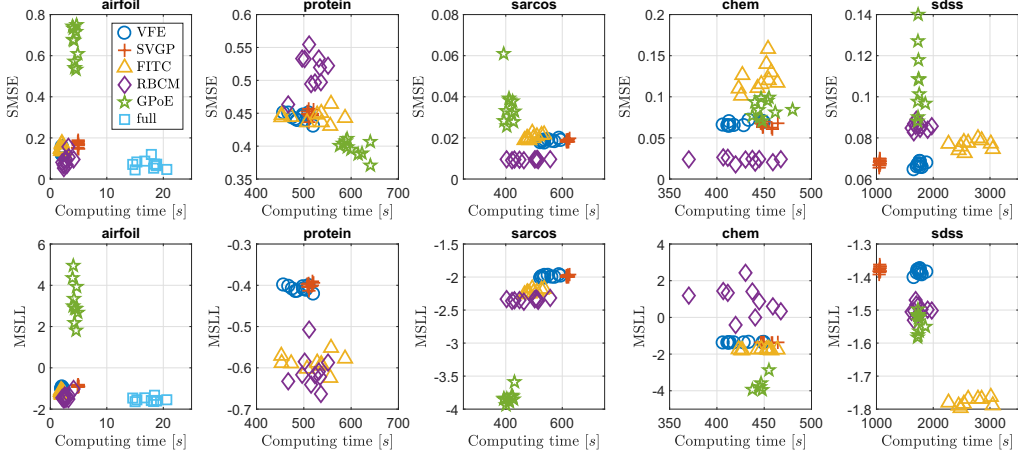 airfoil
protein
sarcos
chem
sdss
SMSE
0.8
0.6
0.4
0.2
0
VFE
SVGP
FITC
RBCM
GPoE
full
0 10 20
Computing time [s]
SMSE
0.65
0.6
0.55
0.5
0.45
0.4
0.35
400 500 600 700
Computing time [s]
SMSE
0.08
0.06
0.04
0.02
0
400 600
Computing time [s]
SMSE
0.2
0.15
0.1
0.05
0
350 400 450 500
Computing time [s]
SMSE
0.14
0.12
0.1
0.08
0.06
1000 2000 3000
Computing time [s]
airfoil
protein
sarcos
chem
sdss
MSLL
6
4
2
0
-2
0 10 20
Computing time [s]
MSLL
-0.3
-0.4
-0.5
-0.6
-0.7
400 500 600 700
Computing time [s]
MSLL
-1.5
-2
-2.5
-3
-3.5
-4
400 600
Computing time [s]
MSLL
4
2
0
-2
-4
350 400 450 500
Computing time [s]
MSLL
-1.3
-1.4
-1.5
-1.6
-1.7
-1.8
1000 2000 3000
Computing time [s]